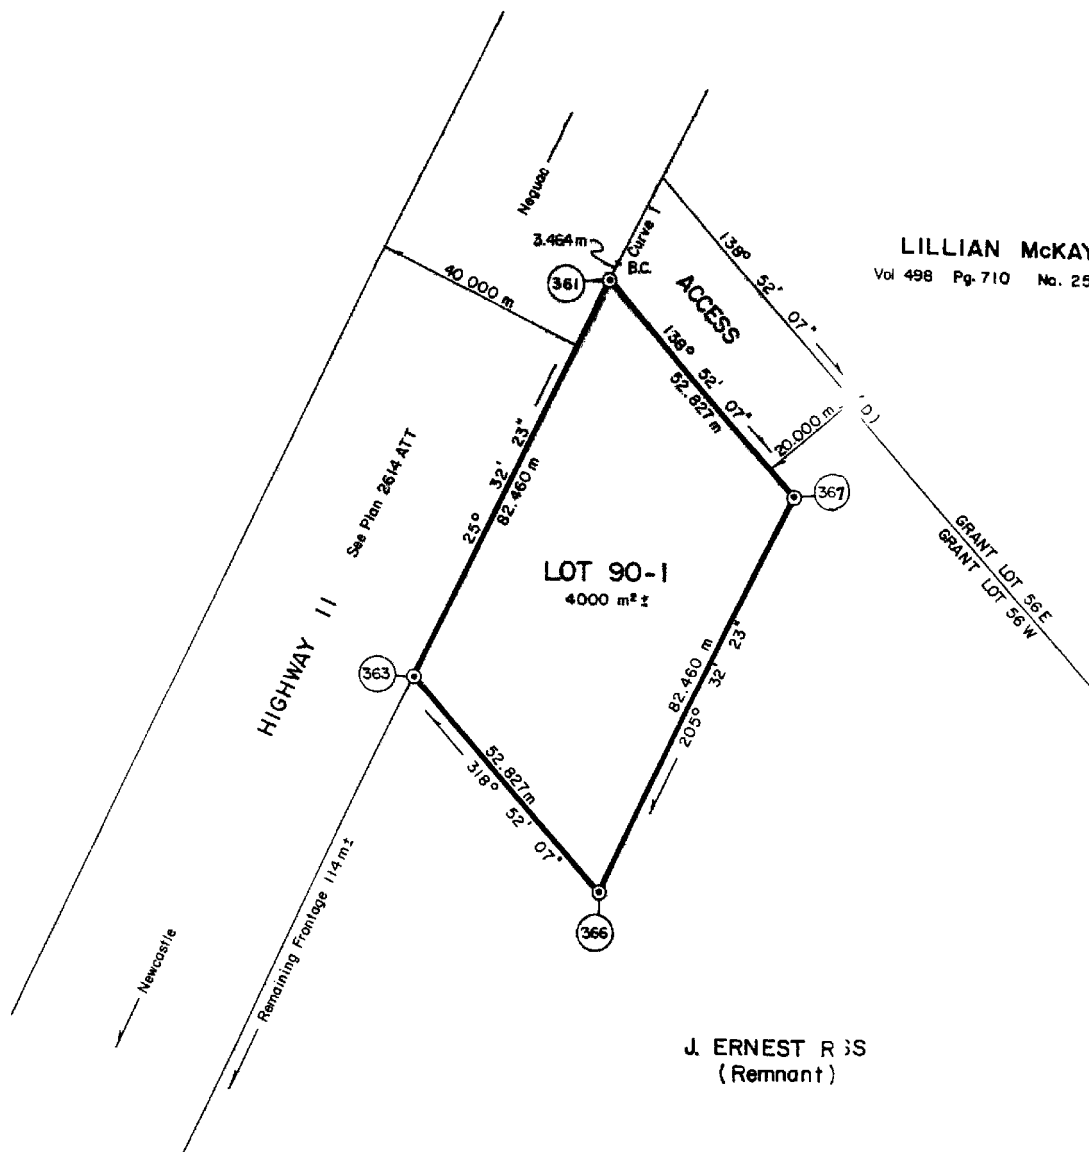 Neguac
3.464 m
Curve 1
B.C.
138° 52' 07"
LILLIAN McKAY
Vol 498 Pg. 710 No. 25
40 000 m
361
ACCESS
138° 52' 07"
52.827 m
20.000 m
(D)
367
25° 32' 23"
82.460 m
See Plan 2614 ATT
HIGHWAY 11
LOT 90-1
4000 m² ±
GRANT LOT 56 E
GRANT LOT 56 W
82.460 m
205° 32' 23"
363
52.827 m
318° 52' 07"
366
Remaining Frontage 114 m ±
Newcastle
J. ERNEST
(Remnant)